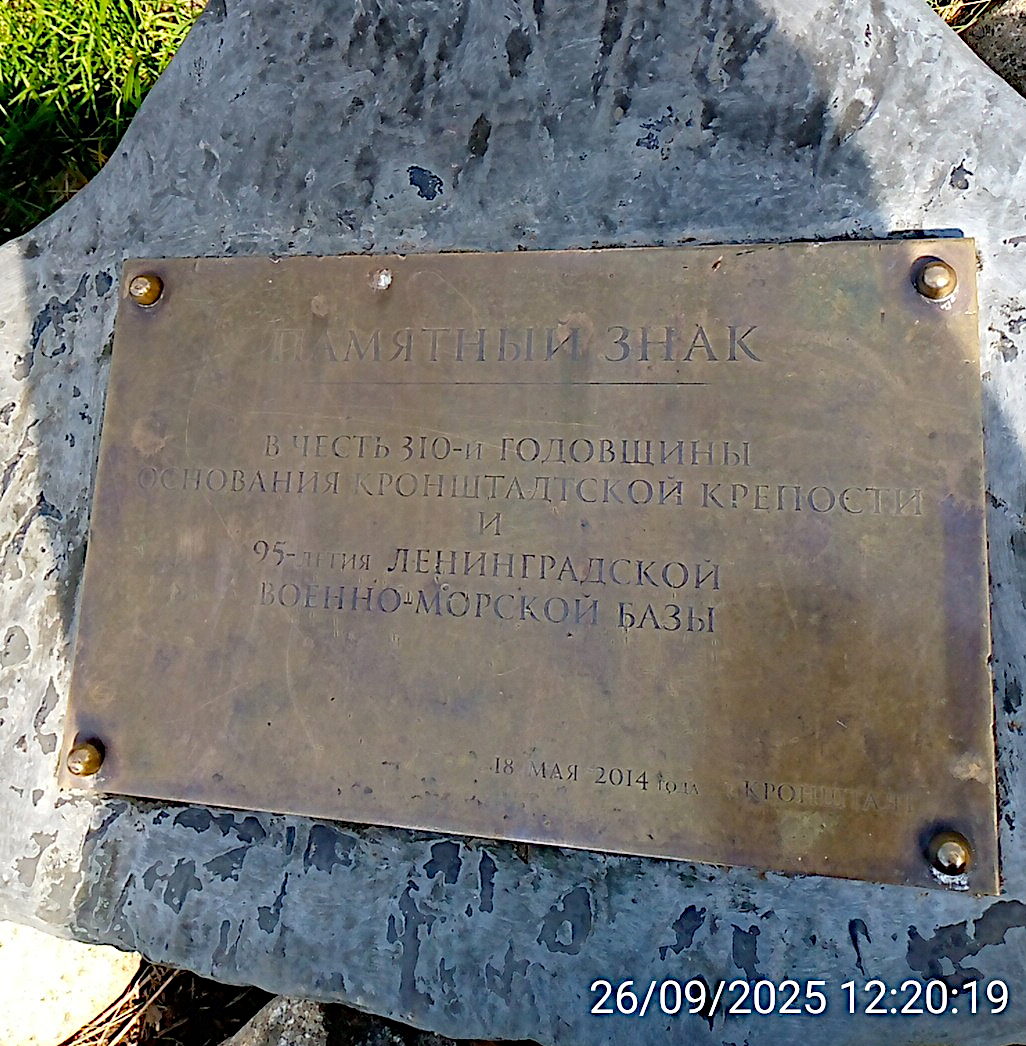 ПАМЯТНЫЙ ЗНАК
В ЧЕСТЬ 310-й ГОДОВЩИНЫ
ОСНОВАНИЯ КРОНШТАДТСКОЙ КРЕПОСТИ
И
95-летия ЛЕНИНГРАДСКОЙ
ВОЕННО-МОРСКОЙ БАЗЫ
18 МАЯ 2014 года КРОНШТАДТ
26/09/2025 12:20:19